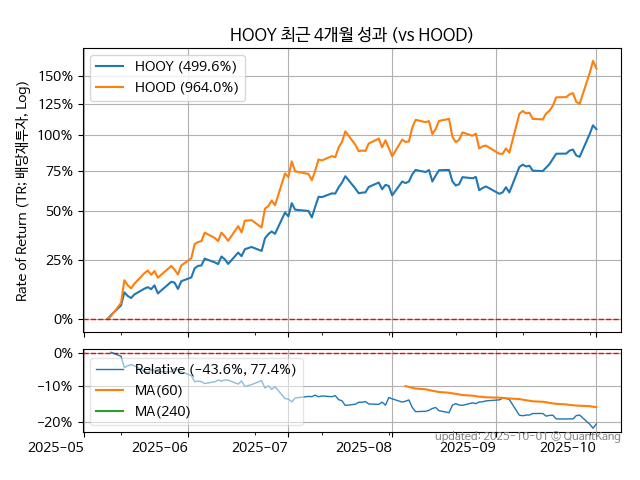 HOOY 최근 4개월 성과 (vs HOOD)
HOOY (499.6%)
HOOD (964.0%)
150%
125%
100%
75%
50%
25%
0%
Rate of Return (TR: 배당재투자, Log)
0%
−10%
−20%
Relative (−43.6%, 77.4%)
MA(60)
MA(240)
updated: 2025-10-01 © QuantKang
2025-05
2025-06
2025-07
2025-08
2025-09
2025-10